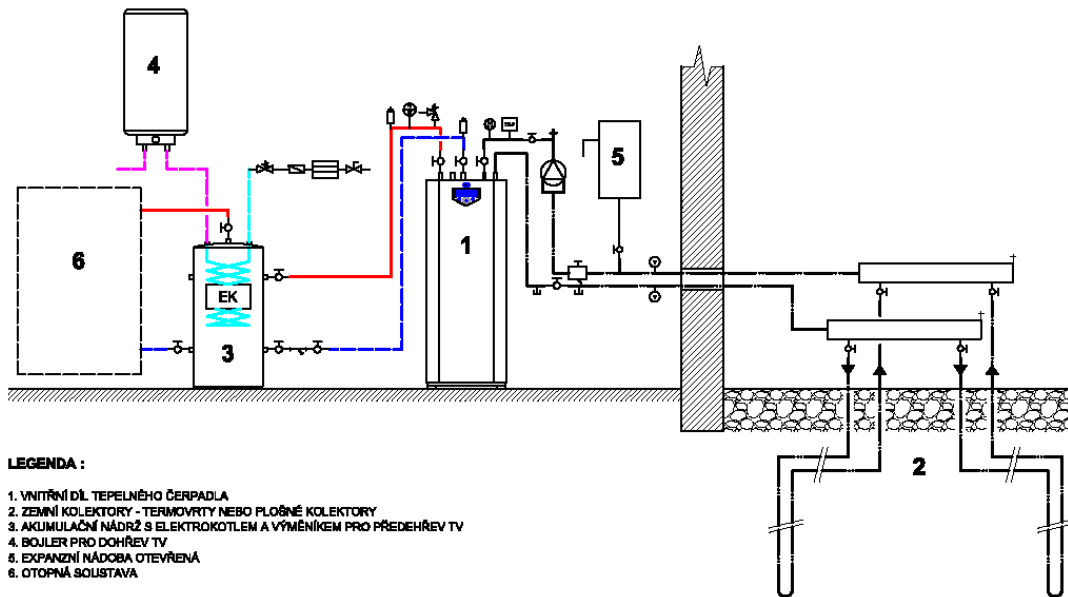 4
5
1
6
EK
3
2
LEGENDA :
1. VNITŘNÍ DÍL TEPELNÉHO ČERPADLA
2. ZEMNÍ KOLEKTORY - TERMOVRTY NEBO PLOŠNÉ KOLEKTORY
3. AKUMULAČNÍ NÁDRŽ S ELEKTROKOTLEM A VÝMĚNÍKEM PRO PŘEDEHŘEV TV
4. BOJLER PRO DOHŘEV TV
5. EXPANZNÍ NÁDOBA OTEVŘENÁ
6. OTOPNÁ SOUSTAVA